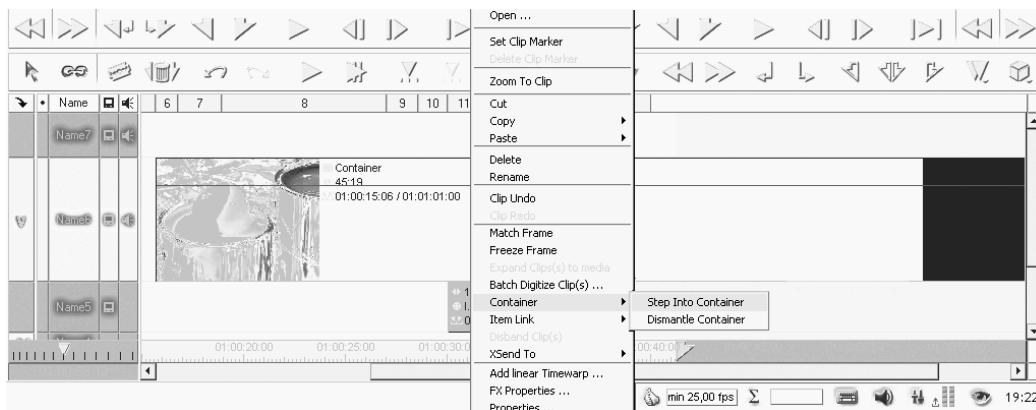 Open ...
Set Clip Marker
Delete Clip Marker
Zoom To Clip
Name 6 7 8 9 10 11
Cut
Copy
Paste
Name7
Delete
Rename
Container
45:19
01:00:15:06 / 01:01:01:00
Clip Undo
Clip Redo
Name6
Match Frame
Freeze Frame
Expand Clips(s) to media
Batch Digitize Clip(s) ...
Container
Step Into Container
Name5
Item Link
Dismantle Container
Disband Clip(s)
01:00:20:00 01:00:25:00 01:00:30:0 00:40:00
XSend To
Add linear Timewarp ...
FX Properties ...
Properties ...
min 25,00 fps Σ 19:22